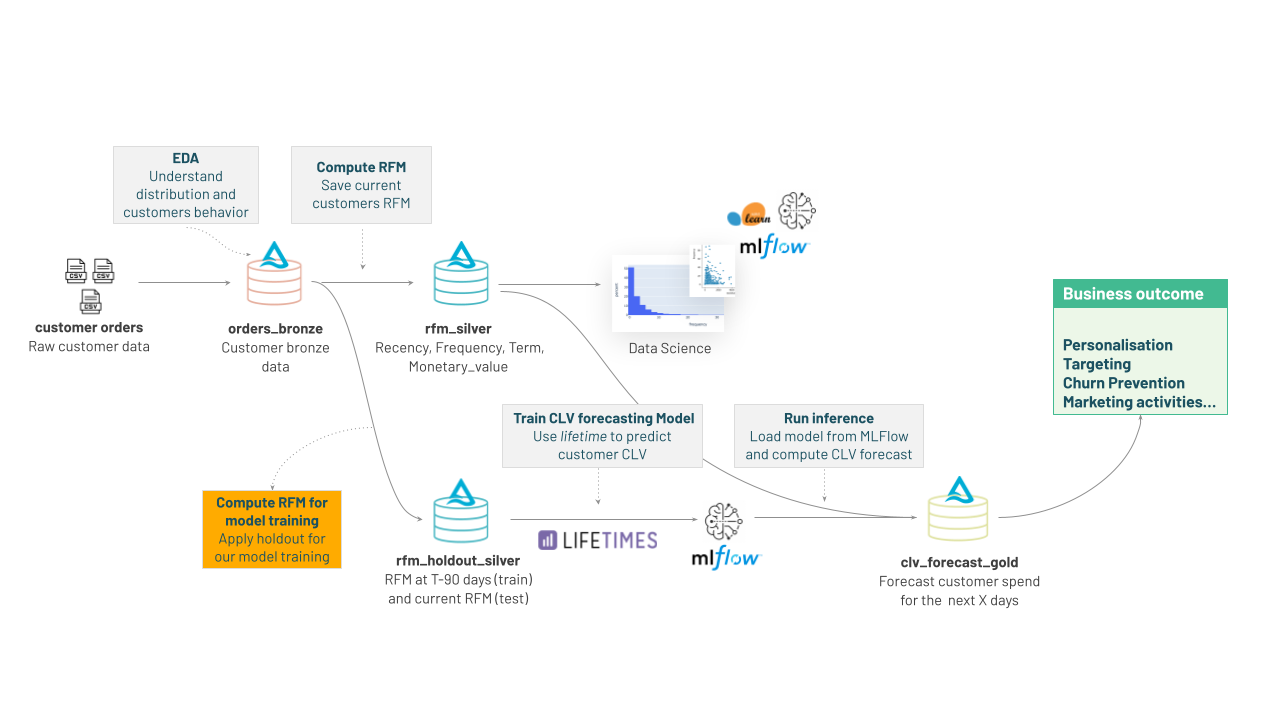 EDA
Understand
distribution and
customers behavior
Compute RFM
Save current
customers RFM
learn
mlflow
CSV
CSV
CSV
customer orders
Raw customer data
orders_bronze
Customer bronze
data
rfm_silver
Recency, Frequency, Term,
Monetary_value
Data Science
Business outcome
Personalisation
Targeting
Churn Prevention
Marketing activities...
Train CLV forecasting Model
Use lifetime to predict
customer CLV
Run inference
Load model from MLFlow
and compute CLV forecast
Compute RFM for
model training
Apply holdout for
our model training
rfm_holdout_silver
RFM at T-90 days (train)
and current RFM (test)
LIFETIMES
mlflow
clv_forecast_gold
Forecast customer spend
for the next X days